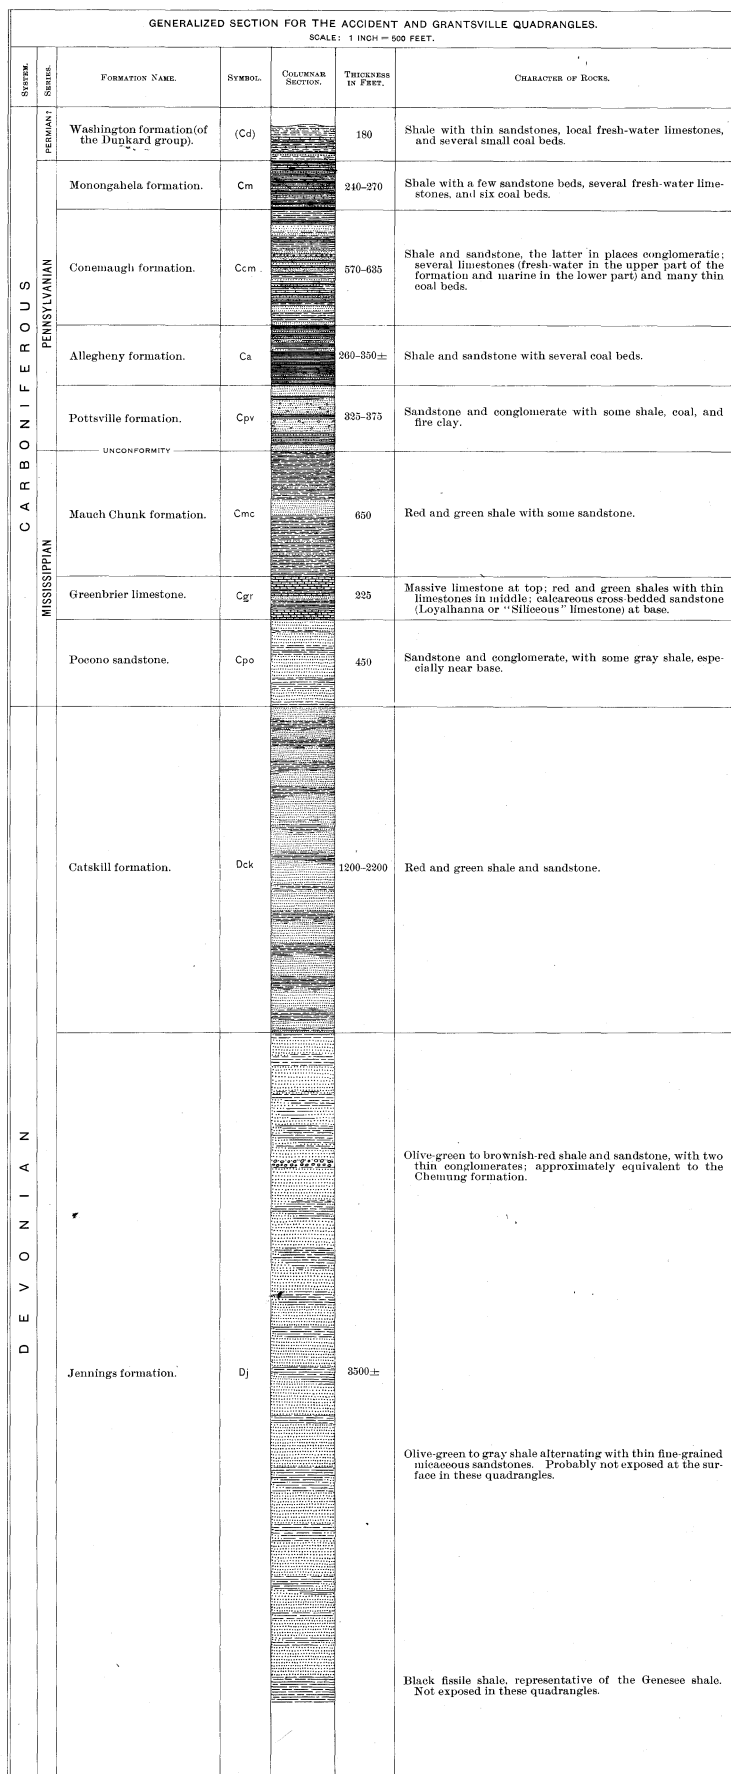 GENERALIZED SECTION FOR THE ACCIDENT AND GRANTSVILLE QUADRANGLES.
SCALE: 1 INCH = 500 FEET.
SYSTEM.
SERIES.
FORMATION NAME.
SYMBOL.
COLUMNAR
SECTION.
THICKNESS
IN FEET.
CHARACTER OF ROCKS.
CARBONIFEROUS
PERMIAN?
Washington formation (of
the Dunkard group).
(Cd)
180
Shale with thin sandstones, local fresh-water limestones,
and several small coal beds.
PENNSYLVANIAN
Monongahela formation.
Cm
240–270
Shale with a few sandstone beds, several fresh-water lime-
stones, and six coal beds.
Conemaugh formation.
Ccm
570–635
Shale and sandstone, the latter in places conglomeratic;
several limestones (fresh-water in the upper part of the
formation and marine in the lower part) and many thin
coal beds.
Allegheny formation.
Ca
260–350±
Shale and sandstone with several coal beds.
Pottsville formation.
Cpv
325–375
Sandstone and conglomerate with some shale, coal, and
fire clay.
UNCONFORMITY
MISSISSIPPIAN
Mauch Chunk formation.
Cmc
650
Red and green shale with some sandstone.
Greenbrier limestone.
Cgr
225
Massive limestone at top; red and green shales with thin
limestones in middle; calcareous cross-bedded sandstone
(Loyalhanna or "Siliceous" limestone) at base.
Pocono sandstone.
Cpo
450
Sandstone and conglomerate, with some gray shale, espe-
cially near base.
DEVONIAN
Catskill formation.
Dck
1200–2200
Red and green shale and sandstone.
Jennings formation.
Dj
3500±
Olive-green to brownish-red shale and sandstone, with two
thin conglomerates; approximately equivalent to the
Chemung formation.
Olive-green to gray shale alternating with thin fine-grained
micaceous sandstones. Probably not exposed at the sur-
face in these quadrangles.
Black fissile shale, representative of the Genesee shale.
Not exposed in these quadrangles.